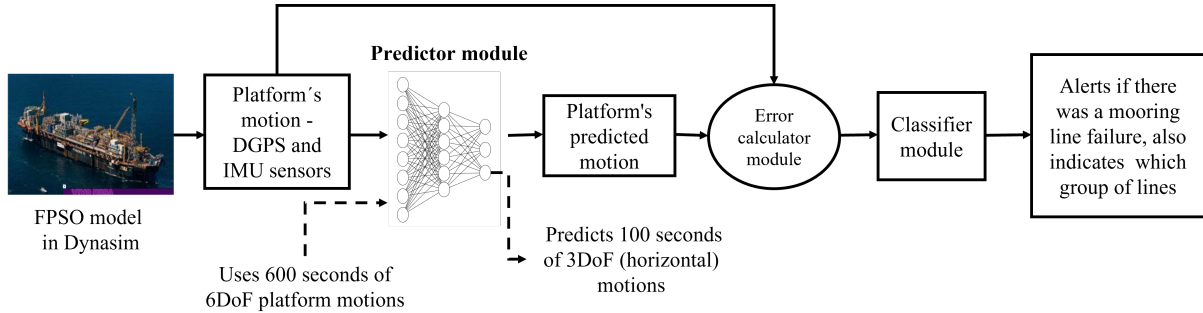 Predictor module
Platform´s
motion -
DGPS and
IMU sensors
Platform's
predicted
motion
Error
calculator
module
Classifier
module
Alerts if there
was a mooring
line failure, also
indicates which
group of lines
FPSO model
in Dynasim
Uses 600 seconds of
6DoF platform motions
Predicts 100 seconds
of 3DoF (horizontal)
motions